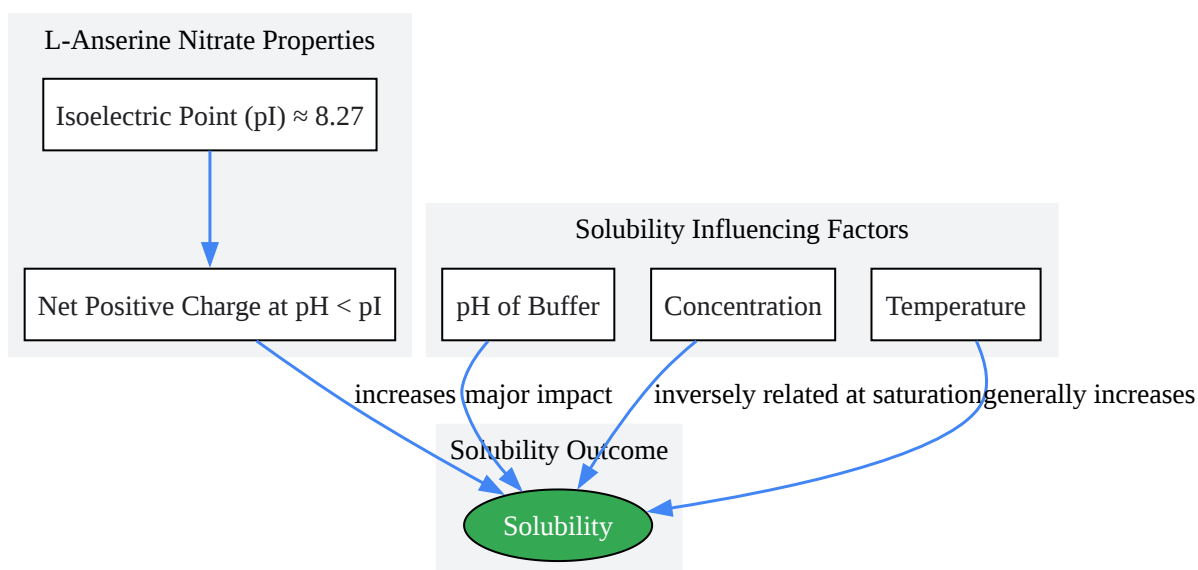 L-Anserine Nitrate Properties
Isoelectric Point (pI) ≈ 8.27
Net Positive Charge at pH < pI
Solubility Influencing Factors
pH of Buffer
Concentration
Temperature
increases
major impact
inversely related at saturation
generally increases
Solubility Outcome
Solubility